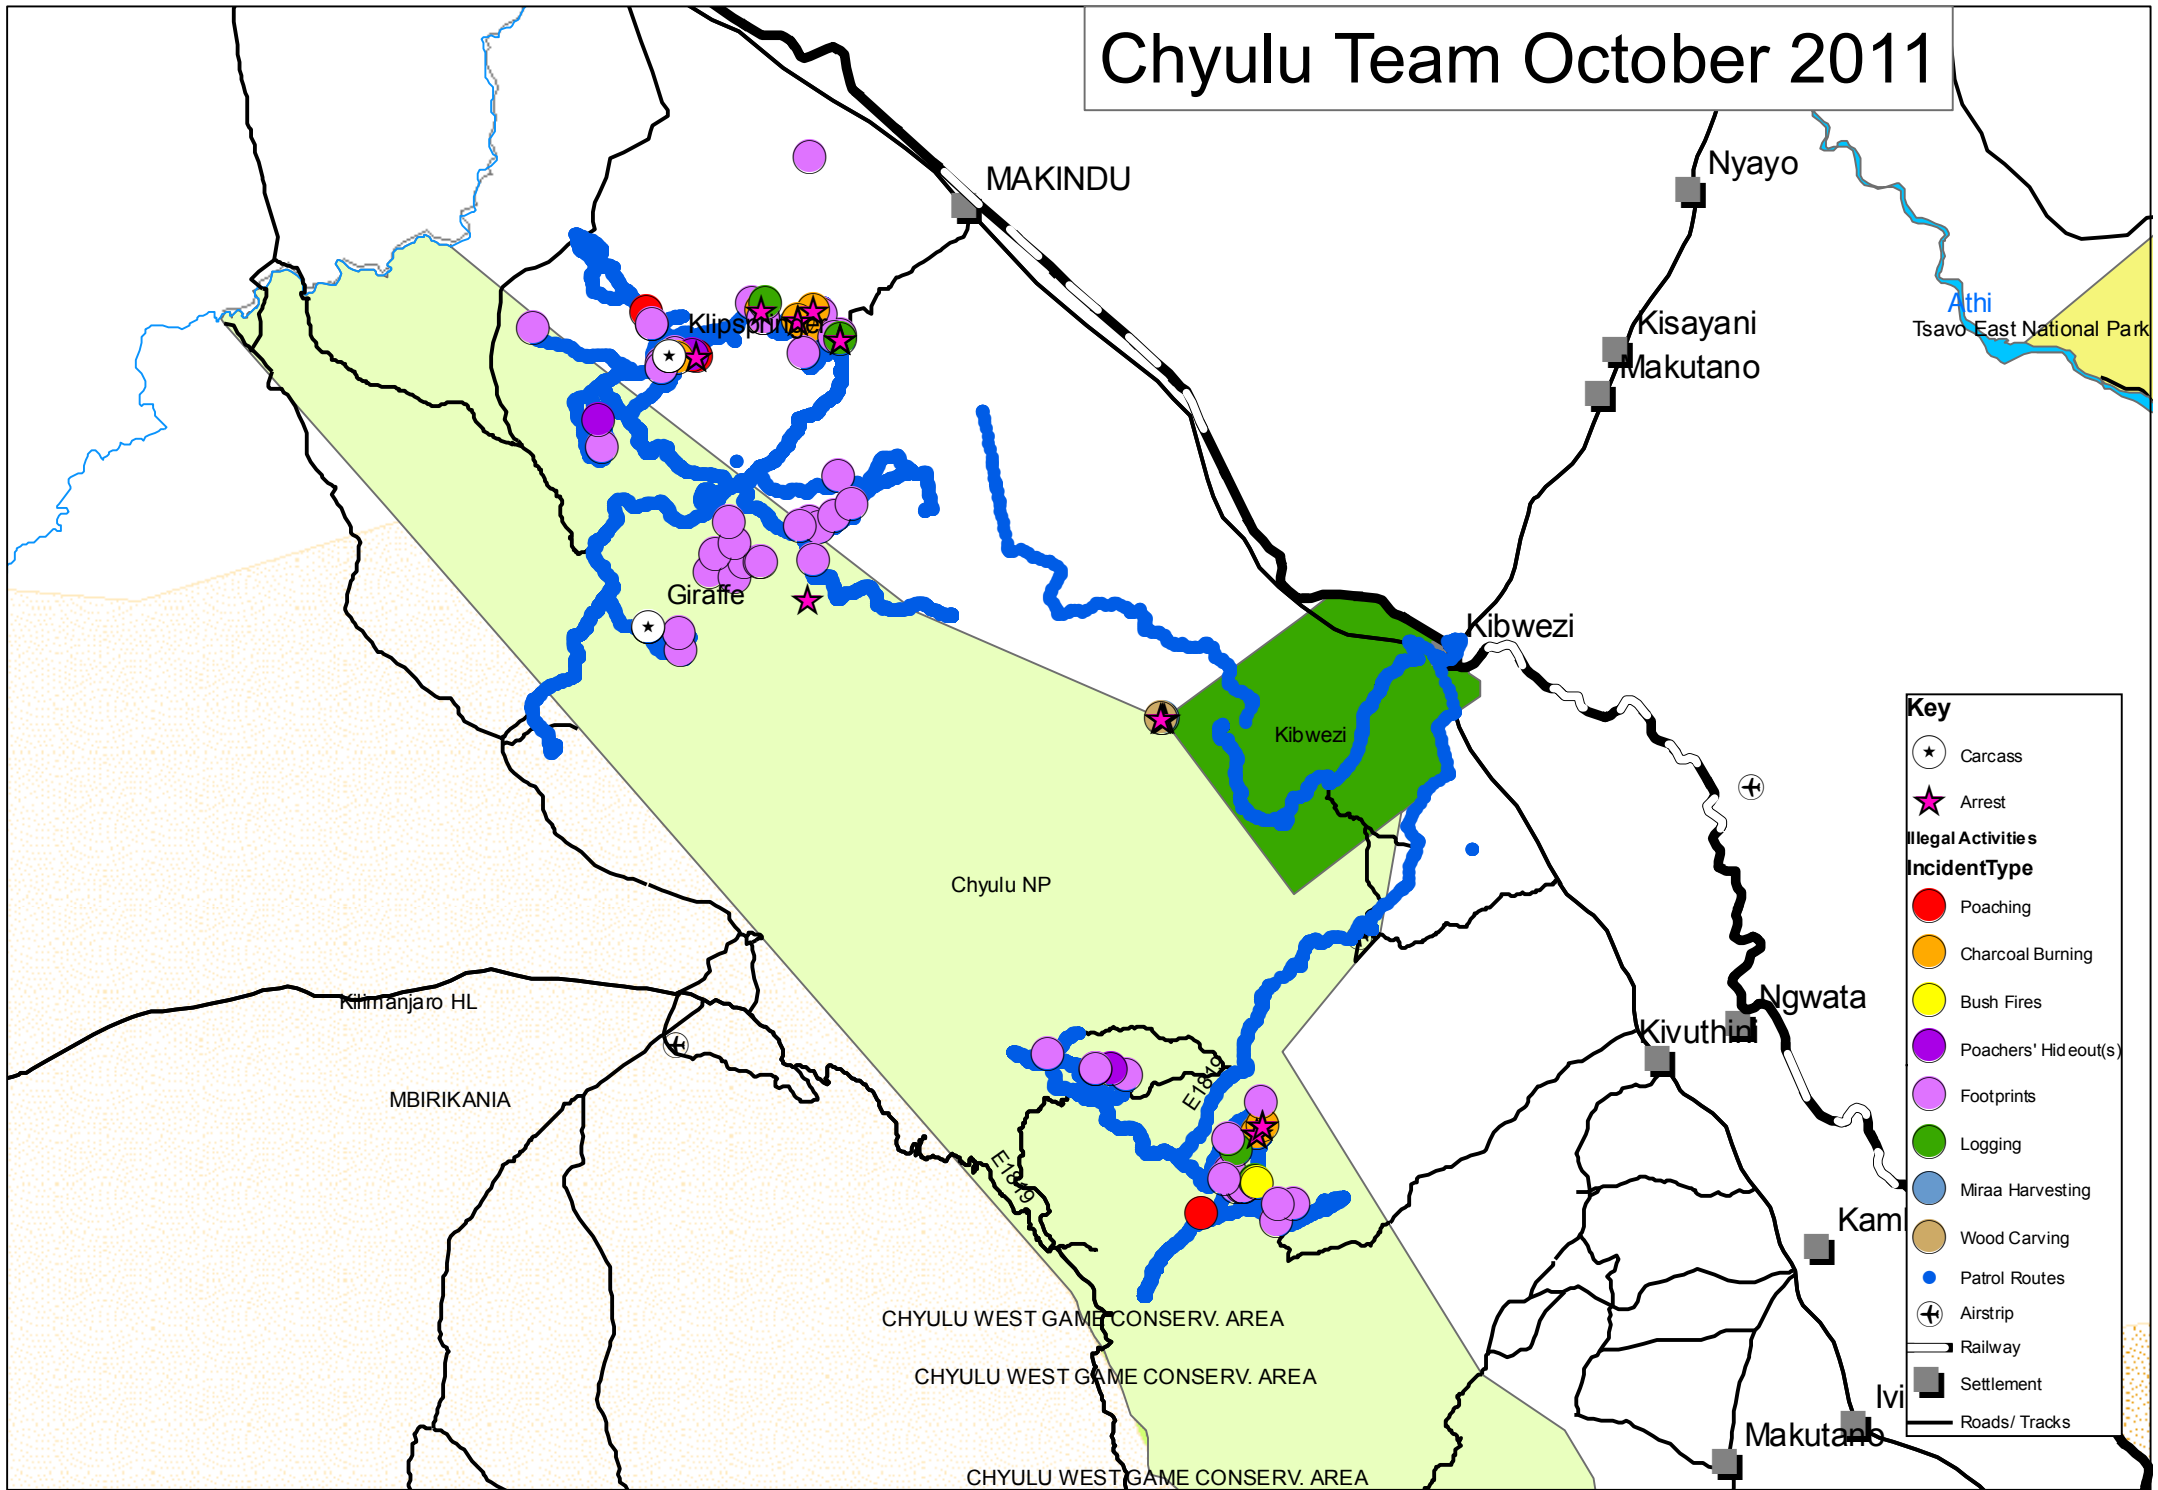 Chyulu Team October 2011
MAKINDU
Nyayo
Athi
Tsavo East National Park
Kisayani
Makutano
Klipspringer
Giraffe
Kibwezi
Kibwezi
Chyulu NP
Kilimanjaro HL
MBIRIKANIA
E1819
E1819
Ngwata
Kivuthini
Kam
Ivi
Makutano
CHYULU WEST GAME CONSERV. AREA
CHYULU WEST GAME CONSERV. AREA
CHYULU WEST GAME CONSERV. AREA
Key
Carcass
Arrest
Illegal Activities
IncidentType
Poaching
Charcoal Burning
Bush Fires
Poachers' Hideout(s)
Footprints
Logging
Miraa Harvesting
Wood Carving
Patrol Routes
Airstrip
Railway
Settlement
Roads/ Tracks